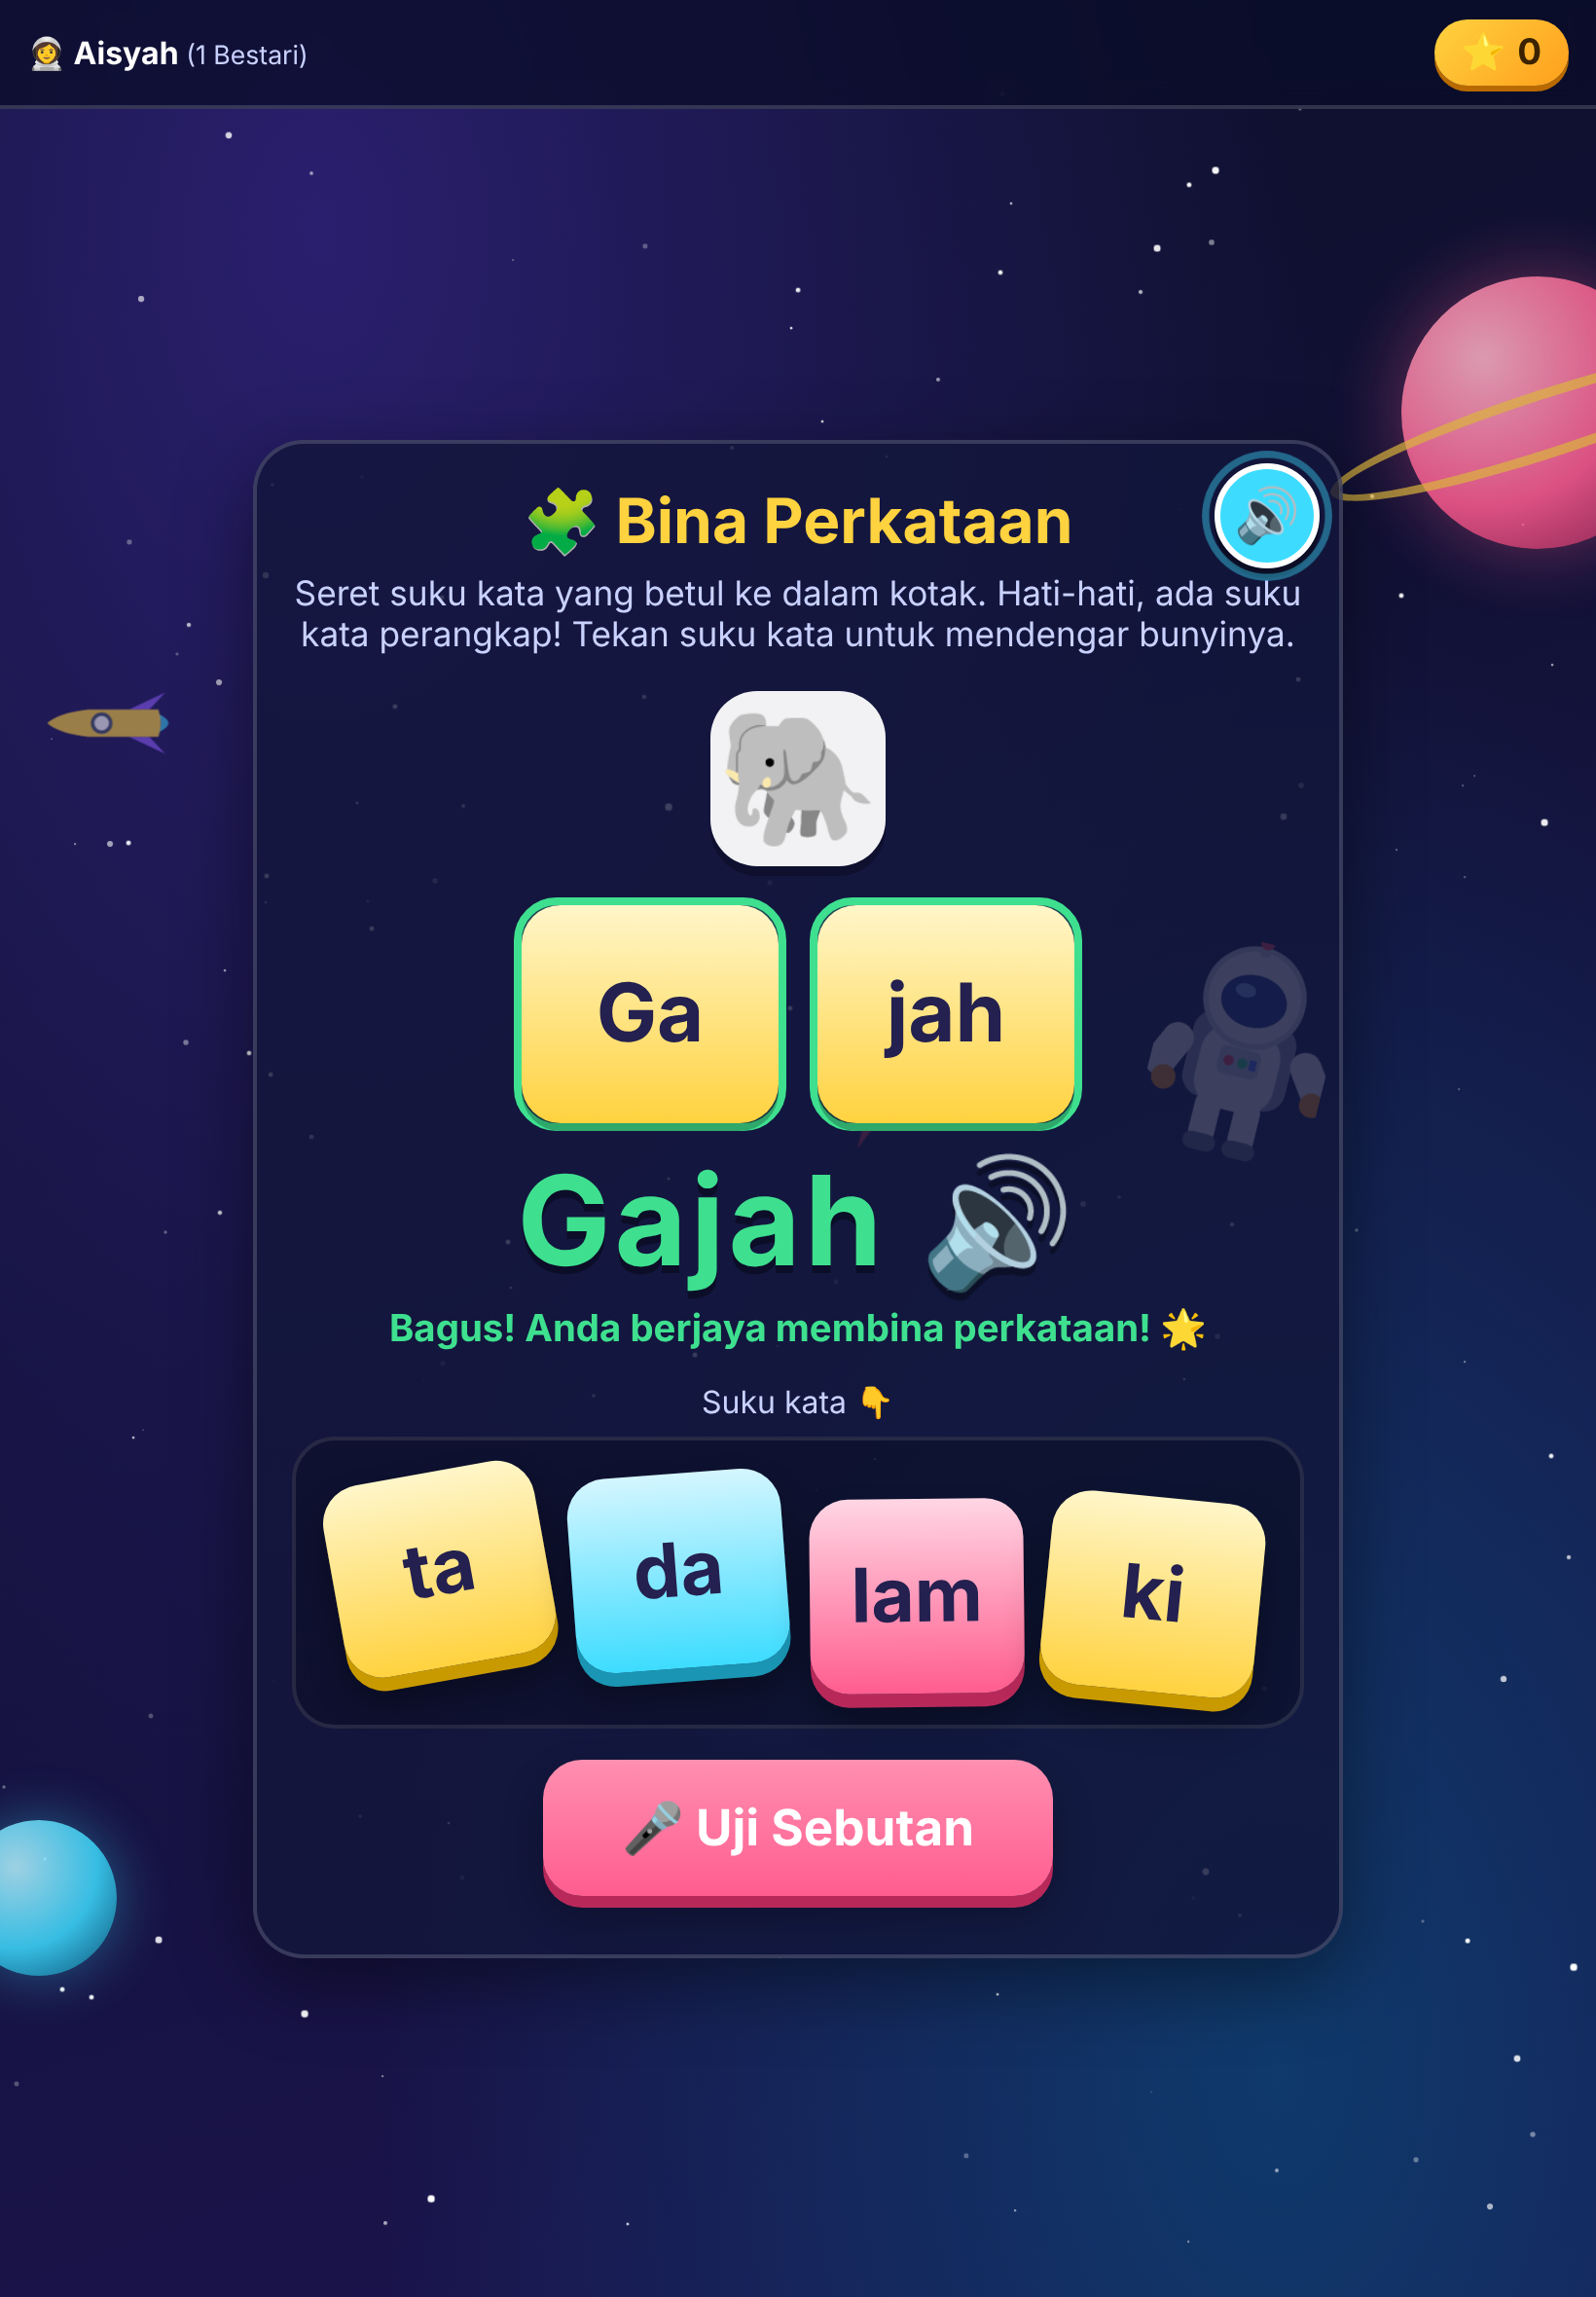 Aisyah (1 Bestari)
0
Bina Perkataan
Seret suku kata yang betul ke dalam kotak. Hati-hati, ada suku
kata perangkap! Tekan suku kata untuk mendengar bunyinya.
Ga jah
Gajah
Bagus! Anda berjaya membina perkataan!
Suku kata
ta da lam ki
Uji Sebutan